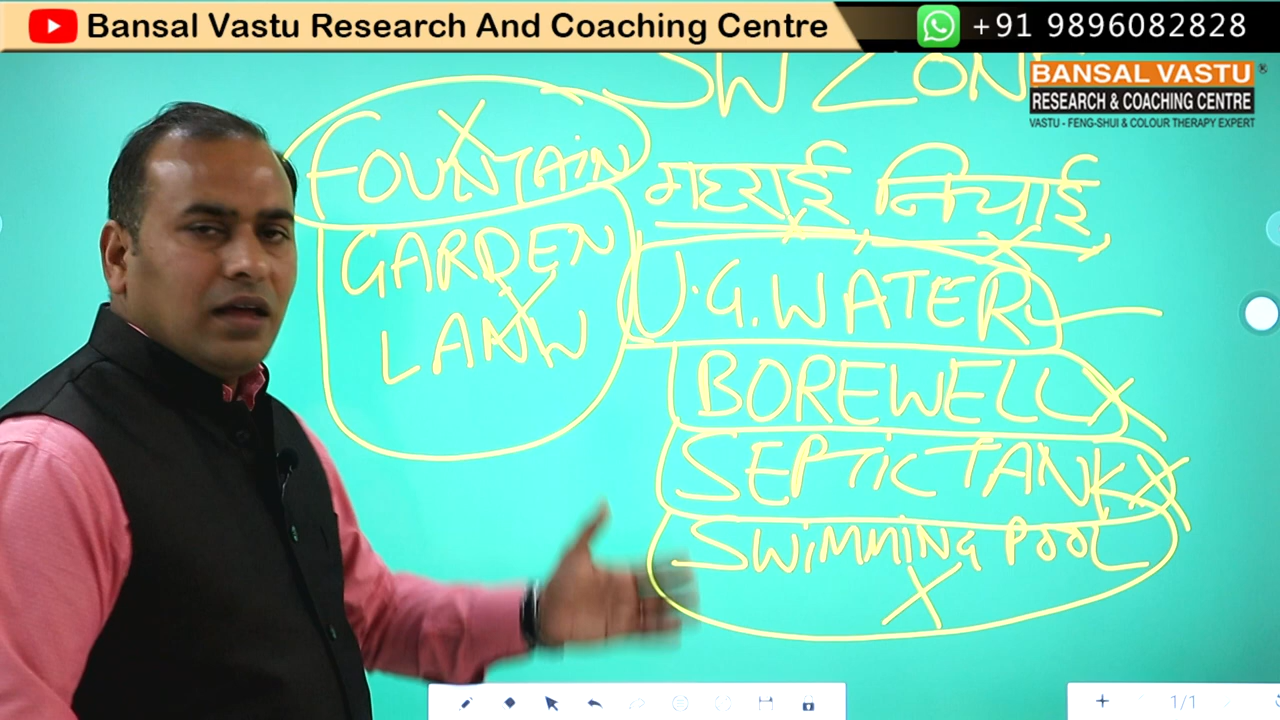 Bansal Vastu Research And Coaching Centre
+91 9896082828
SW ZONE
BANSAL VASTU ®
RESEARCH & COACHING CENTRE
VASTU - FENG-SHUI & COLOUR THERAPY EXPERT
FOUNTAIN
GARDEN
LANW
गहराई निचाई
U.G. WATER
BOREWELL
SEPTIC TANK
SWIMMING POOL
1/1